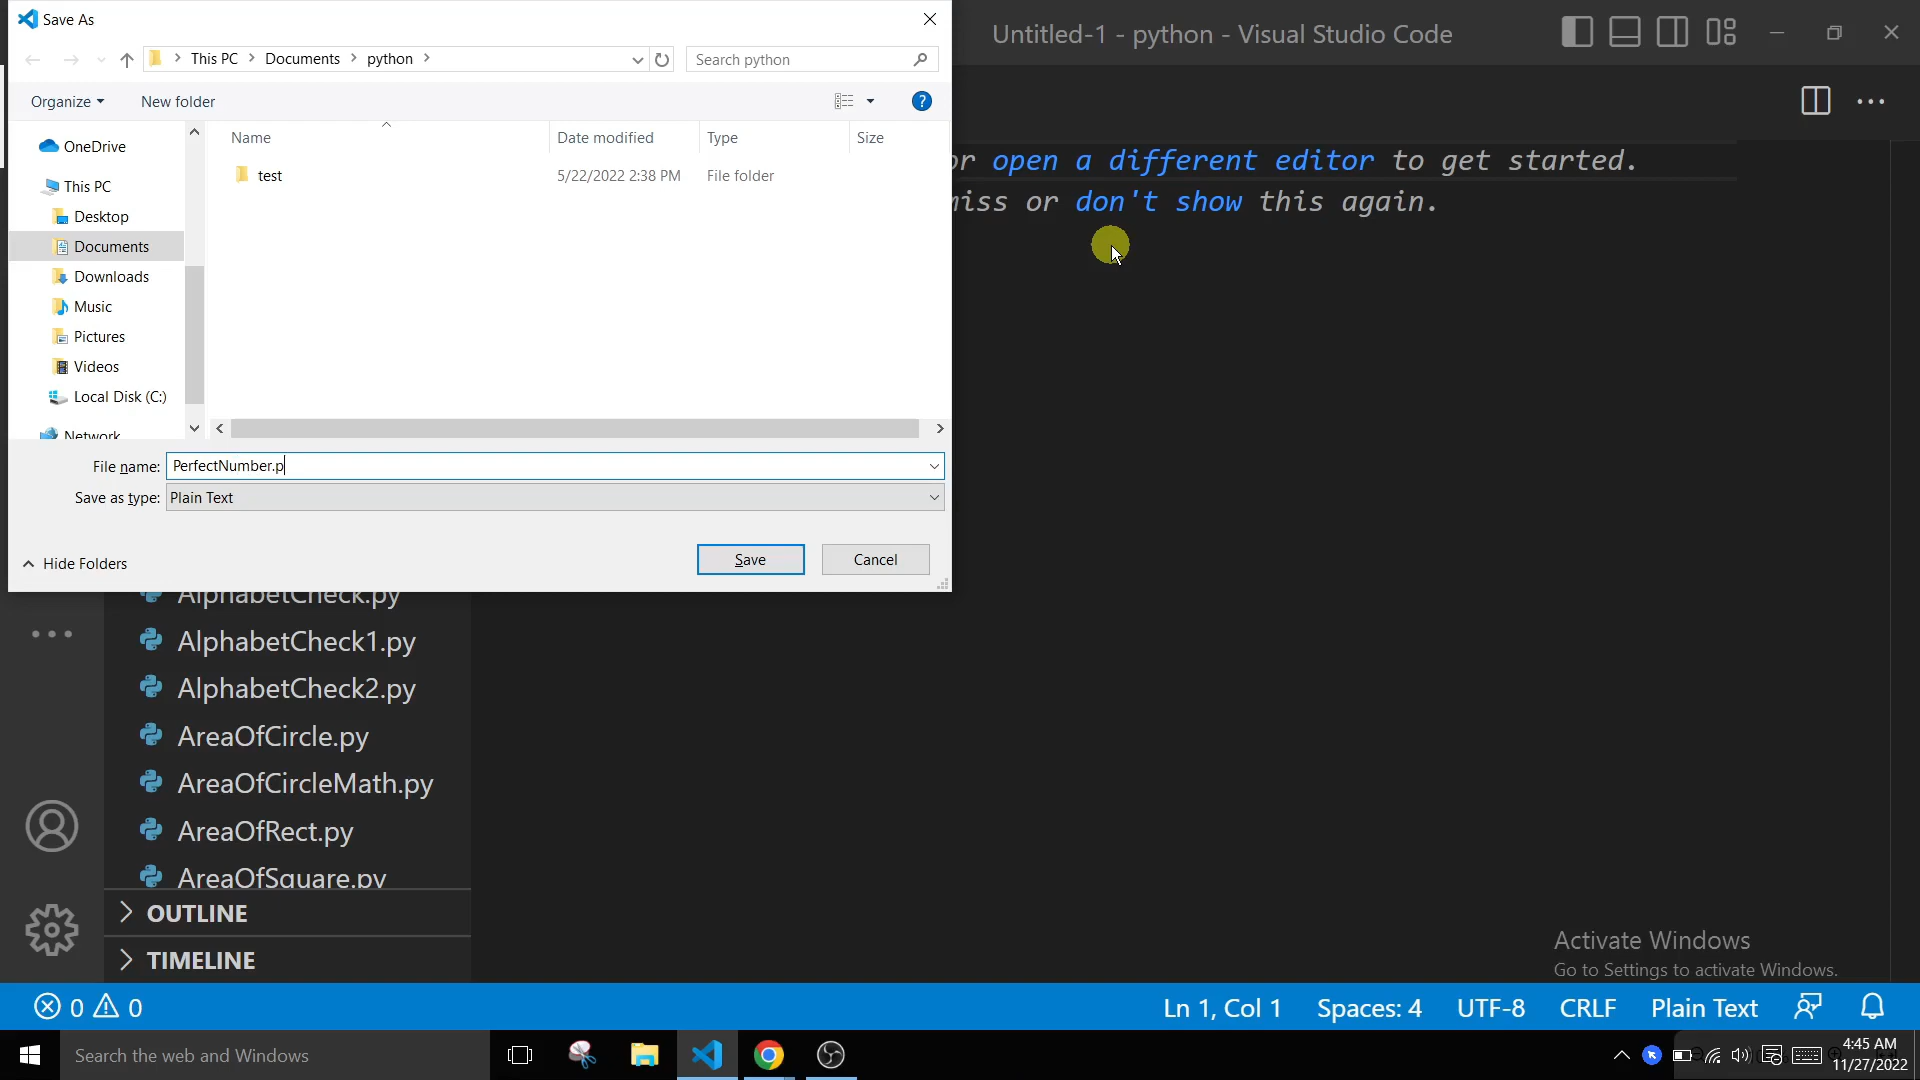 Save As
Untitled-1 - python - Visual Studio Code
This PC > Documents > python >
Search python
Organize
New folder
?
Name
Date modified
Type
Size
test
5/22/2022 2:38 PM
File folder
OneDrive
This PC
Desktop
Documents
Downloads
Music
Pictures
Videos
Local Disk (C:)
Network
or open a different editor to get started.
miss or don't show this again.
File name:
PerfectNumber.p
Save as type:
Plain Text
Hide Folders
Save
Cancel
AlphabetCheck.py
AlphabetCheck1.py
AlphabetCheck2.py
AreaOfCircle.py
AreaOfCircleMath.py
AreaOfRect.py
AreaOfSquare.py
OUTLINE
TIMELINE
Activate Windows
Go to Settings to activate Windows.
0
0
Ln 1, Col 1
Spaces: 4
UTF-8
CRLF
Plain Text
Search the web and Windows
4:45 AM
11/27/2022